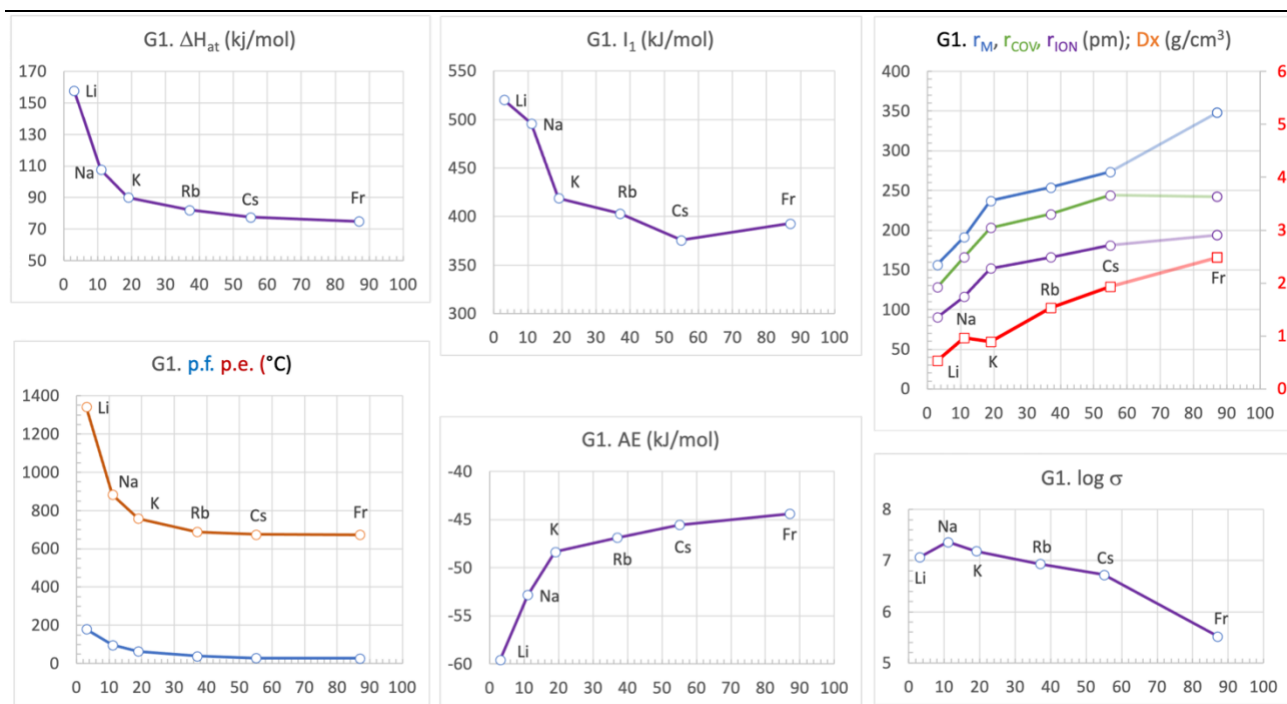 G1. ΔH_at (kj/mol)
170
150
130
110
90
70
50
Li
Na
K
Rb
Cs
Fr
0 10 20 30 40 50 60 70 80 90 100
G1. I₁ (kJ/mol)
550
500
450
400
350
300
Li
Na
K
Rb
Cs
Fr
0 10 20 30 40 50 60 70 80 90 100
G1. r_M, r_COV, r_ION (pm); Dx (g/cm³)
400
350
300
250
200
150
100
50
0
6
5
4
3
2
1
0
Li
Na
K
Rb
Cs
Fr
0 10 20 30 40 50 60 70 80 90 100
G1. p.f. p.e. (°C)
1400
1200
1000
800
600
400
200
0
Li
Na
K
Rb
Cs
Fr
0 10 20 30 40 50 60 70 80 90 100
G1. AE (kJ/mol)
-40
-45
-50
-55
-60
Li
Na
K
Rb
Cs
Fr
0 10 20 30 40 50 60 70 80 90 100
G1. log σ
8
7
6
5
Li
Na
K
Rb
Cs
Fr
0 10 20 30 40 50 60 70 80 90 100